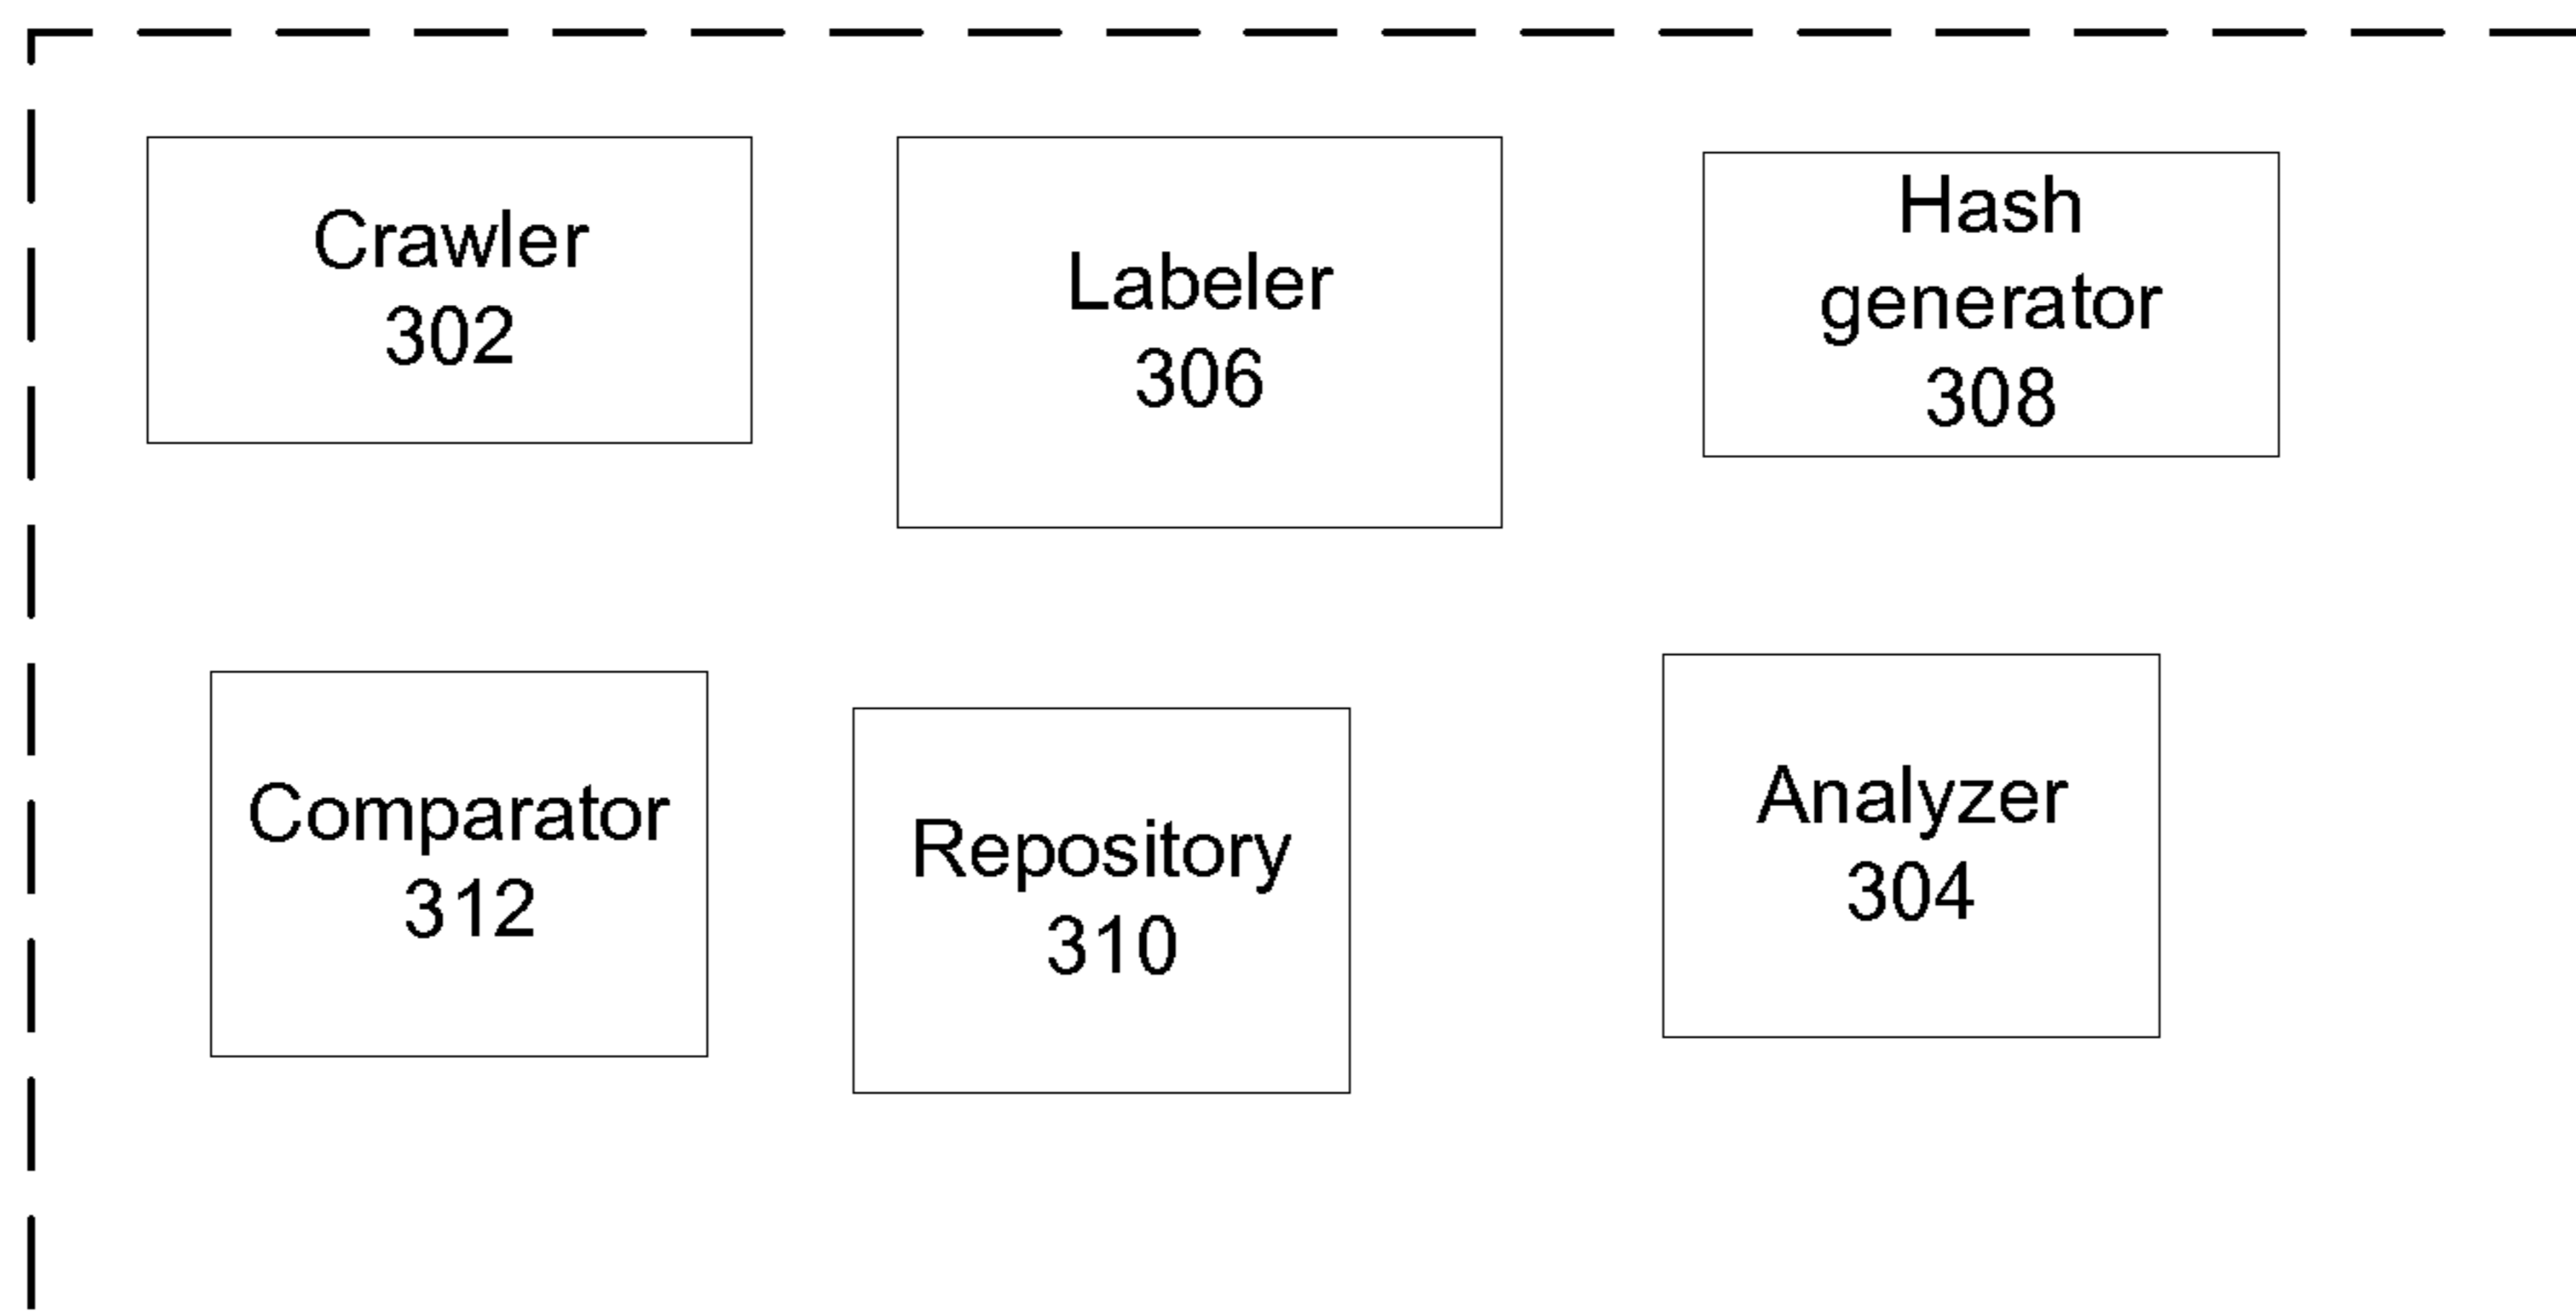 Crawler
302
Labeler
306
Hash
generator
308
Comparator
312
Repository
310
Analyzer
304